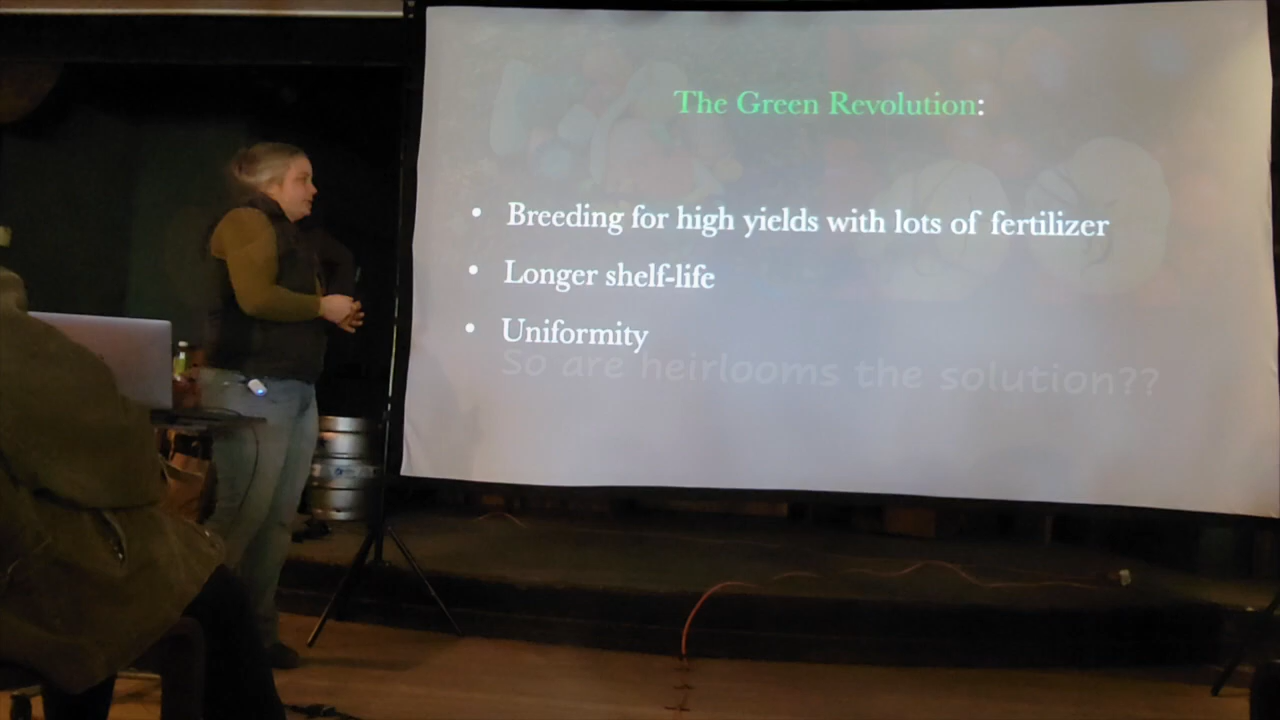 The Green Revolution:
• Breeding for high yields with lots of fertilizer
• Longer shelf-life
• Uniformity
So are heirlooms the solution??